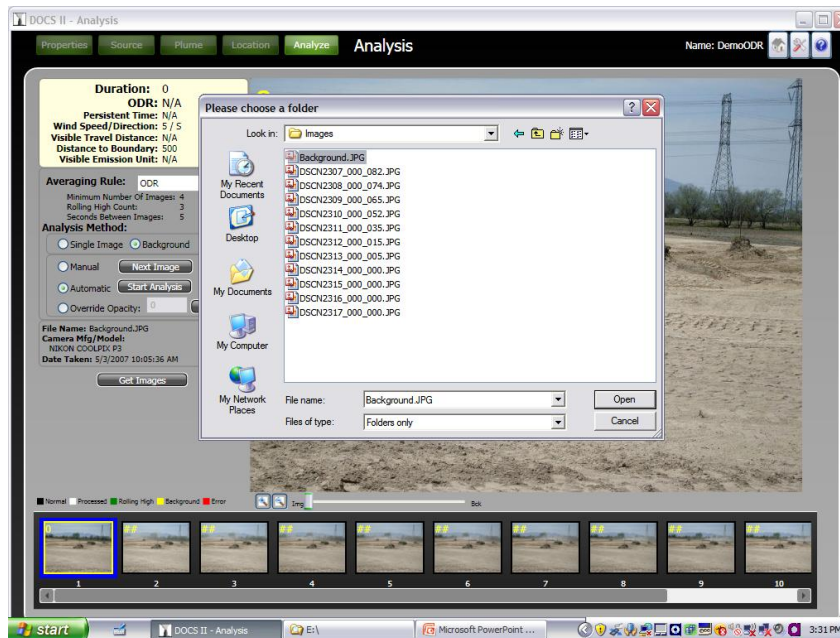 DOCS II - Analysis
Properties
Source
Plume
Location
Analyze
Analysis
Name: DemoODR
Duration: 0
ODR: N/A
Persistent Time: N/A
Wind Speed/Direction: 5 / S
Visible Travel Distance: N/A
Distance to Boundary: 500
Visible Emission Unit: N/A
Averaging Rule: ODR
Minimum Number Of Images: 4
Rolling High Count: 3
Seconds Between Images: 5
Analysis Method:
Single Image
Background
Manual
Next Image
Automatic
Start Analysis
Override Opacity: 0
File Name: Background.JPG
Camera Mfg/Model:
NIKON COOLPIX P3
Date Taken: 5/3/2007 10:05:36 AM
Get Images
Please choose a folder
Look in: Images
My Recent Documents
Desktop
My Documents
My Computer
My Network Places
Background.JPG
DSCN2307_000_082.JPG
DSCN2308_000_074.JPG
DSCN2309_000_065.JPG
DSCN2310_000_052.JPG
DSCN2311_000_035.JPG
DSCN2312_000_015.JPG
DSCN2313_000_005.JPG
DSCN2314_000_000.JPG
DSCN2315_000_000.JPG
DSCN2316_000_000.JPG
DSCN2317_000_000.JPG
File name: Background.JPG
Open
Files of type: Folders only
Cancel
Normal Processed Rolling High Background Error
Img
Bck
0 ## ## ## ## ## ## ## ## ##
1 2 3 4 5 6 7 8 9 10
start
DOCS II - Analysis
E:\
Microsoft PowerPoint ...
3:31 PM